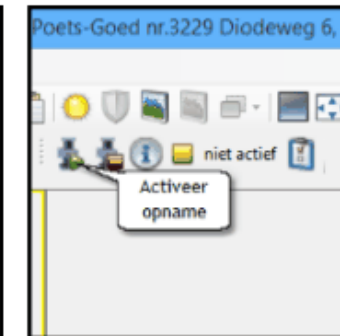 Poets-Goed nr.3229 Diodeweg 6,
niet actief
Activeer
opname